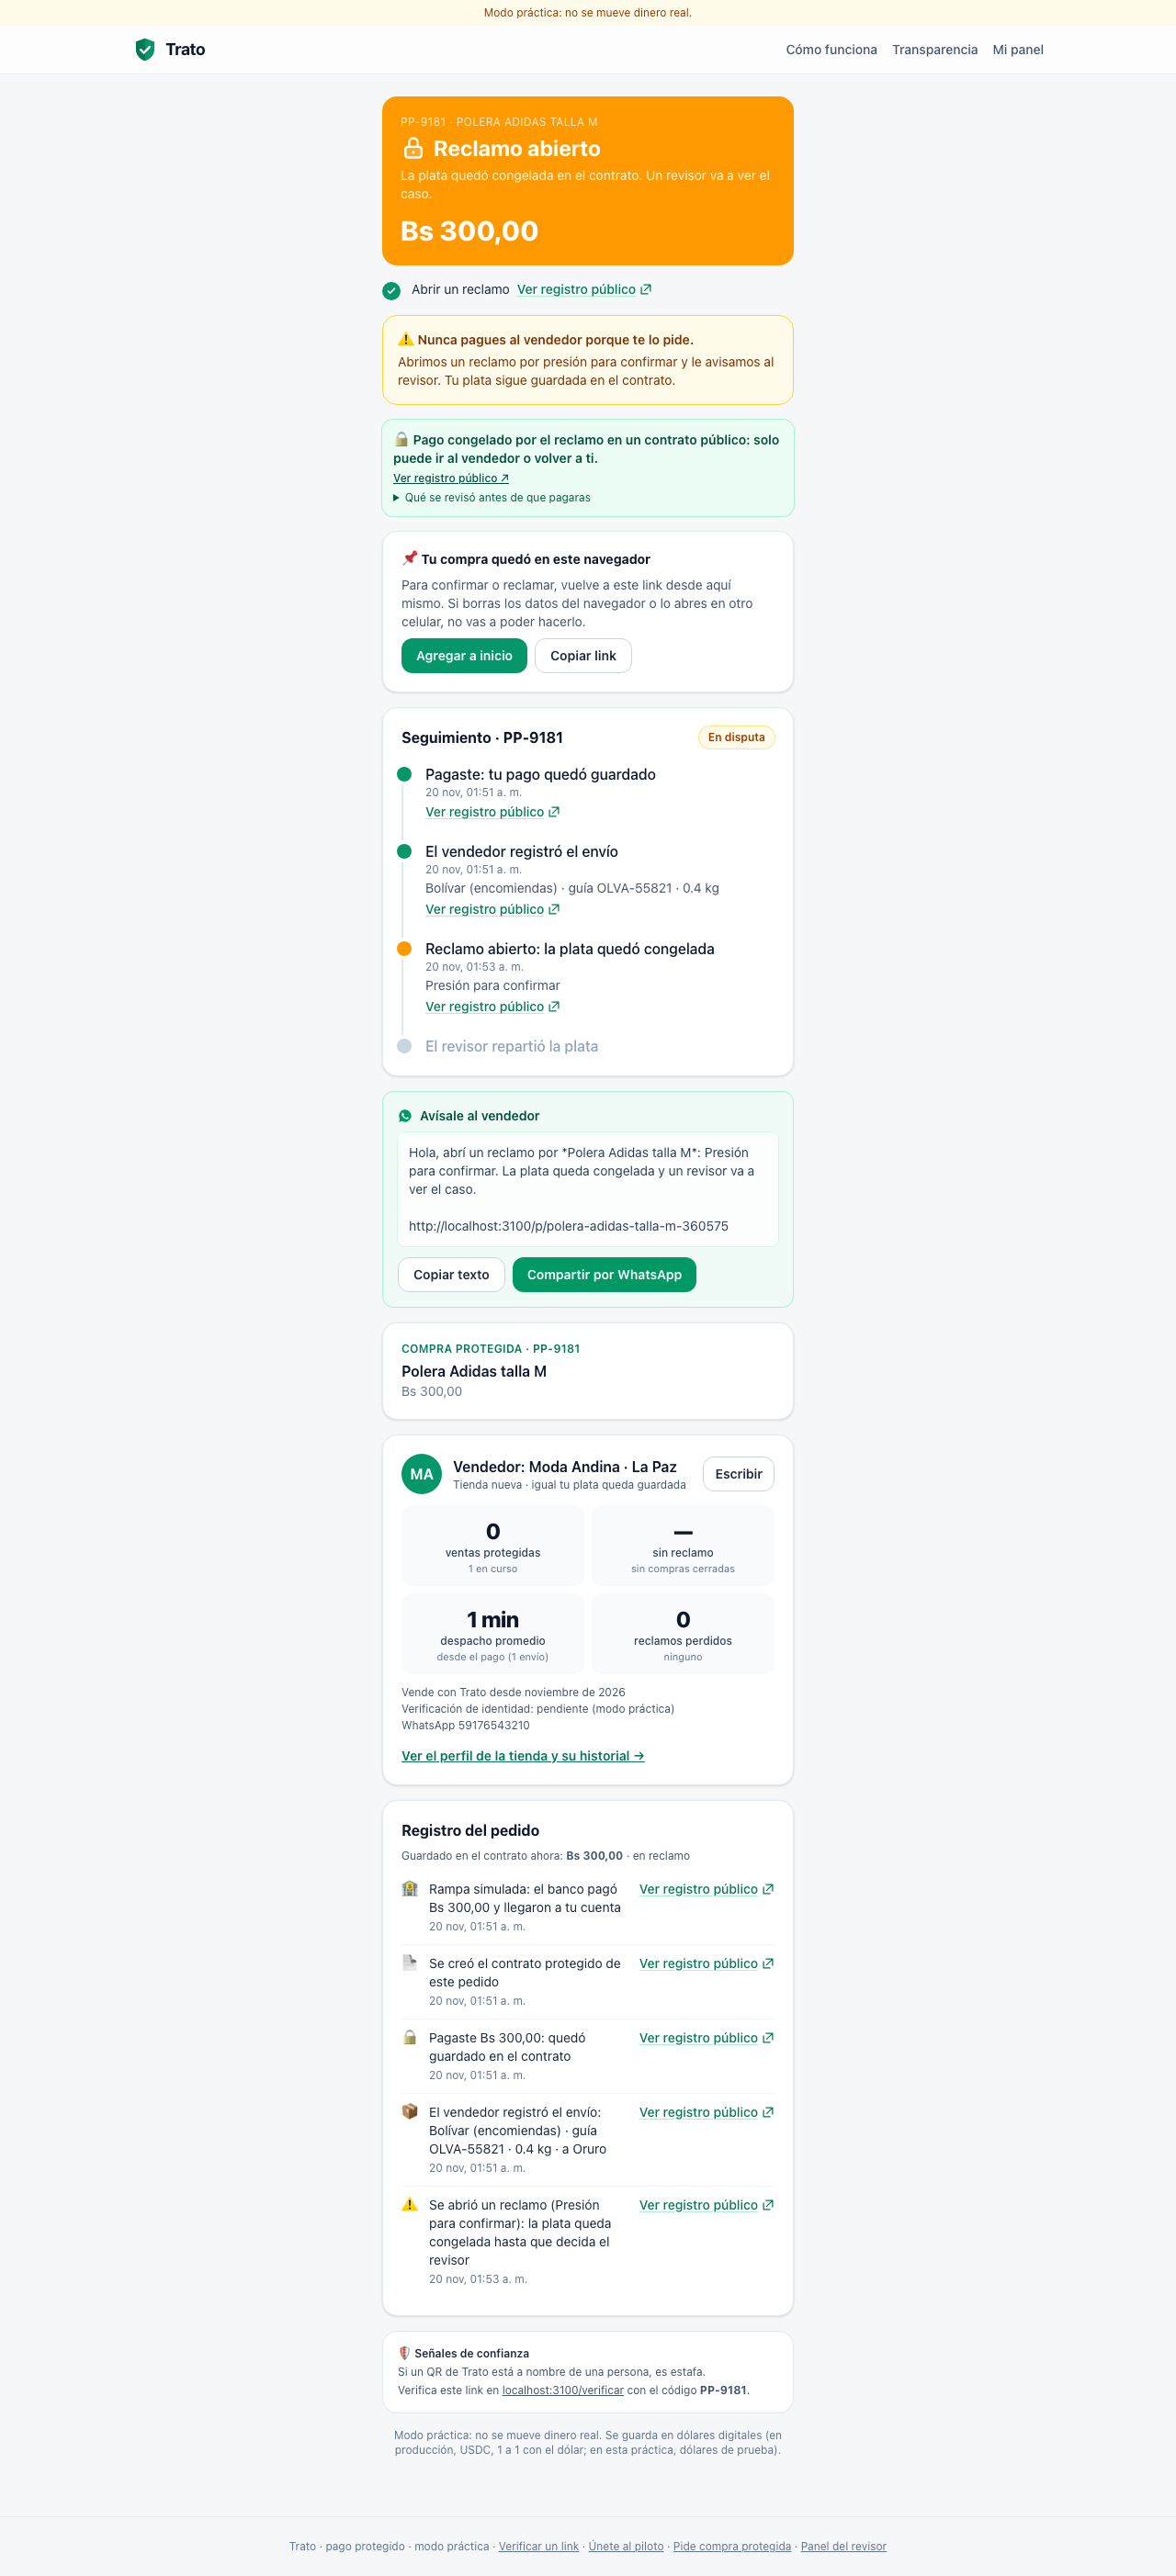 Modo práctica: no se mueve dinero real.
Trato
Cómo funciona Transparencia Mi panel
PP-9181 · POLERA ADIDAS TALLA M
Reclamo abierto
La plata quedó congelada en el contrato. Un revisor va a ver el
caso.
Bs 300,00
Abrir un reclamo Ver registro público
Nunca pagues al vendedor porque te lo pide.
Abrimos un reclamo por presión para confirmar y le avisamos al
revisor. Tu plata sigue guardada en el contrato.
Pago congelado por el reclamo en un contrato público: solo
puede ir al vendedor o volver a ti.
Ver registro público ↗
Qué se revisó antes de que pagaras
Tu compra quedó en este navegador
Para confirmar o reclamar, vuelve a este link desde aquí
mismo. Si borras los datos del navegador o lo abres en otro
celular, no vas a poder hacerlo.
Agregar a inicio Copiar link
Seguimiento · PP-9181 En disputa
Pagaste: tu pago quedó guardado
20 nov, 01:51 a. m.
Ver registro público
El vendedor registró el envío
20 nov, 01:51 a. m.
Bolívar (encomiendas) · guía OLVA-55821 · 0.4 kg
Ver registro público
Reclamo abierto: la plata quedó congelada
20 nov, 01:53 a. m.
Presión para confirmar
Ver registro público
El revisor repartió la plata
Avísale al vendedor
Hola, abrí un reclamo por *Polera Adidas talla M*: Presión
para confirmar. La plata queda congelada y un revisor va a
ver el caso.
http://localhost:3100/p/polera-adidas-talla-m-360575
Copiar texto Compartir por WhatsApp
COMPRA PROTEGIDA · PP-9181
Polera Adidas talla M
Bs 300,00
MA
Vendedor: Moda Andina · La Paz
Tienda nueva · igual tu plata queda guardada
Escribir
0
ventas protegidas
1 en curso
—
sin reclamo
sin compras cerradas
1 min
despacho promedio
desde el pago (1 envío)
0
reclamos perdidos
ninguno
Vende con Trato desde noviembre de 2026
Verificación de identidad: pendiente (modo práctica)
WhatsApp 59176543210
Ver el perfil de la tienda y su historial →
Registro del pedido
Guardado en el contrato ahora: Bs 300,00 · en reclamo
Rampa simulada: el banco pagó
Bs 300,00 y llegaron a tu cuenta
20 nov, 01:51 a. m.
Ver registro público
Se creó el contrato protegido de
este pedido
20 nov, 01:51 a. m.
Ver registro público
Pagaste Bs 300,00: quedó
guardado en el contrato
20 nov, 01:51 a. m.
Ver registro público
El vendedor registró el envío:
Bolívar (encomiendas) · guía
OLVA-55821 · 0.4 kg · a Oruro
20 nov, 01:51 a. m.
Ver registro público
Se abrió un reclamo (Presión
para confirmar): la plata queda
congelada hasta que decida el
revisor
20 nov, 01:53 a. m.
Ver registro público
Señales de confianza
Si un QR de Trato está a nombre de una persona, es estafa.
Verifica este link en localhost:3100/verificar con el código PP-9181.
Modo práctica: no se mueve dinero real. Se guarda en dólares digitales (en
producción, USDC, 1 a 1 con el dólar; en esta práctica, dólares de prueba).
Trato · pago protegido · modo práctica · Verificar un link · Únete al piloto · Pide compra protegida · Panel del revisor